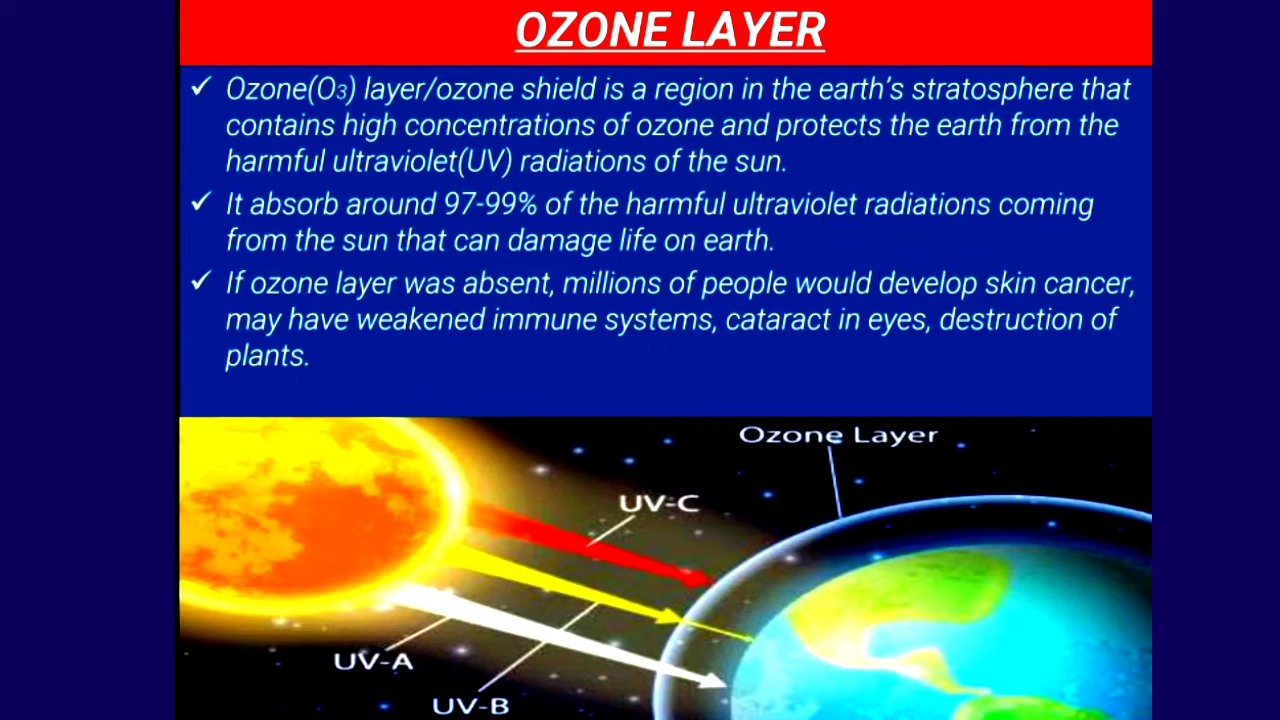 OZONE LAYER
✓ Ozone(O₃) layer/ozone shield is a region in the earth's stratosphere that
contains high concentrations of ozone and protects the earth from the
harmful ultraviolet(UV) radiations of the sun.
✓ It absorb around 97-99% of the harmful ultraviolet radiations coming
from the sun that can damage life on earth.
✓ If ozone layer was absent, millions of people would develop skin cancer,
may have weakened immune systems, cataract in eyes, destruction of
plants.
Ozone Layer
UV-C
UV-A
UV-B